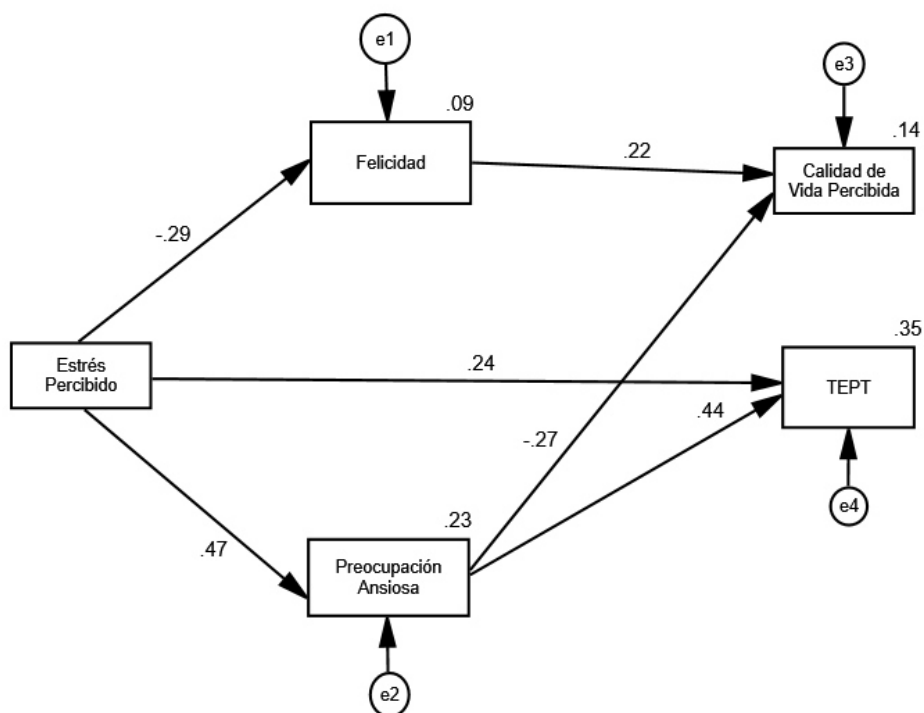 e1
e3
.09
.14
Felicidad
.22
Calidad de
Vida Percibida
-.29
.35
Estrés
Percibido
.24
TEPT
.44
-.27
.23
e4
.47
Preocupación
Ansiosa
e2